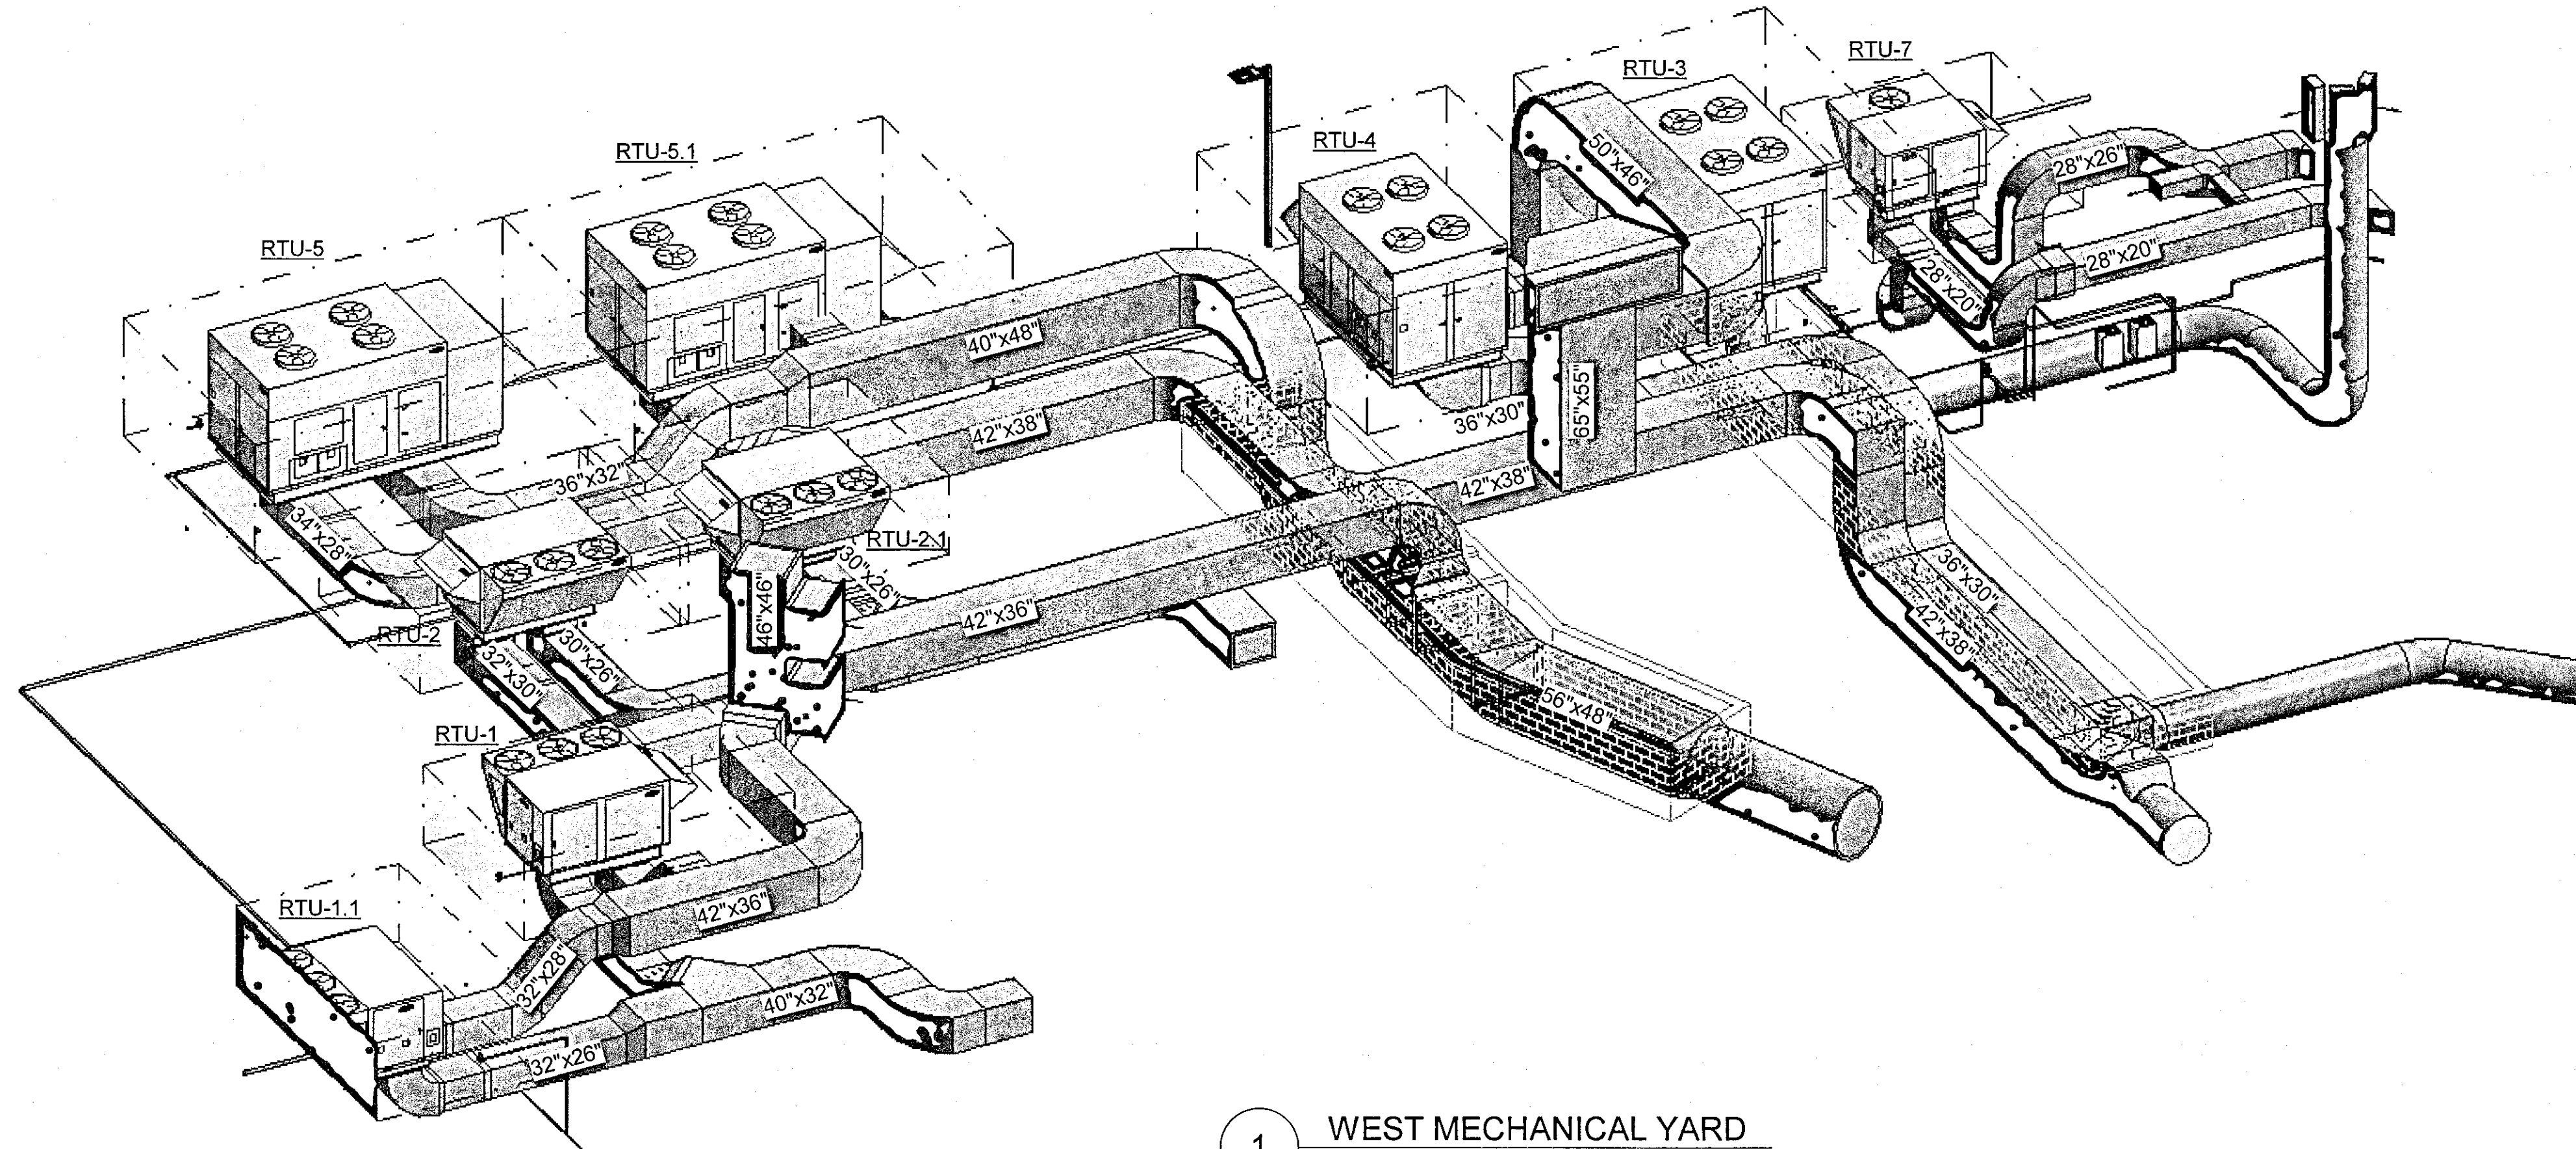 RTU-7
RTU-3
RTU-4
RTU-5.1
RTU-5
50"x46"
28"x26"
28"x20"
28"x20"
40"x48"
42"x38"
36"x30"
65"x55"
42"x38"
36"x32"
34"x28"
RTU-2.1
30"x26"
46"x46"
42"x36"
RTU-2
32"x30"
30"x26"
36"x30"
42"x38"
56"x48"
RTU-1
42"x36"
RTU-1.1
32"x28"
40"x32"
32"x26"
1 WEST MECHANICAL YARD